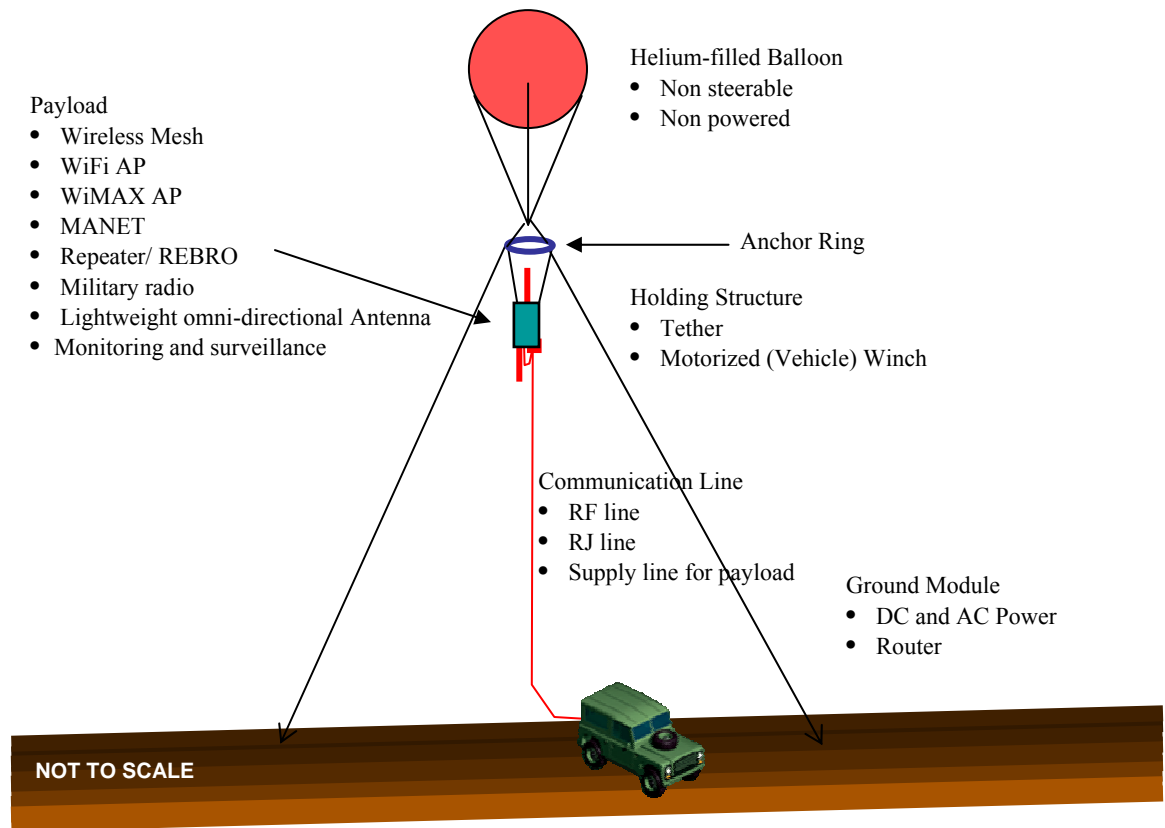 Helium-filled Balloon
• Non steerable
• Non powered
Payload
• Wireless Mesh
• WiFi AP
• WiMAX AP
• MANET
• Repeater/ REBRO
• Military radio
• Lightweight omni-directional Antenna
• Monitoring and surveillance
Anchor Ring
Holding Structure
• Tether
• Motorized (Vehicle) Winch
Communication Line
• RF line
• RJ line
• Supply line for payload
Ground Module
• DC and AC Power
• Router
NOT TO SCALE